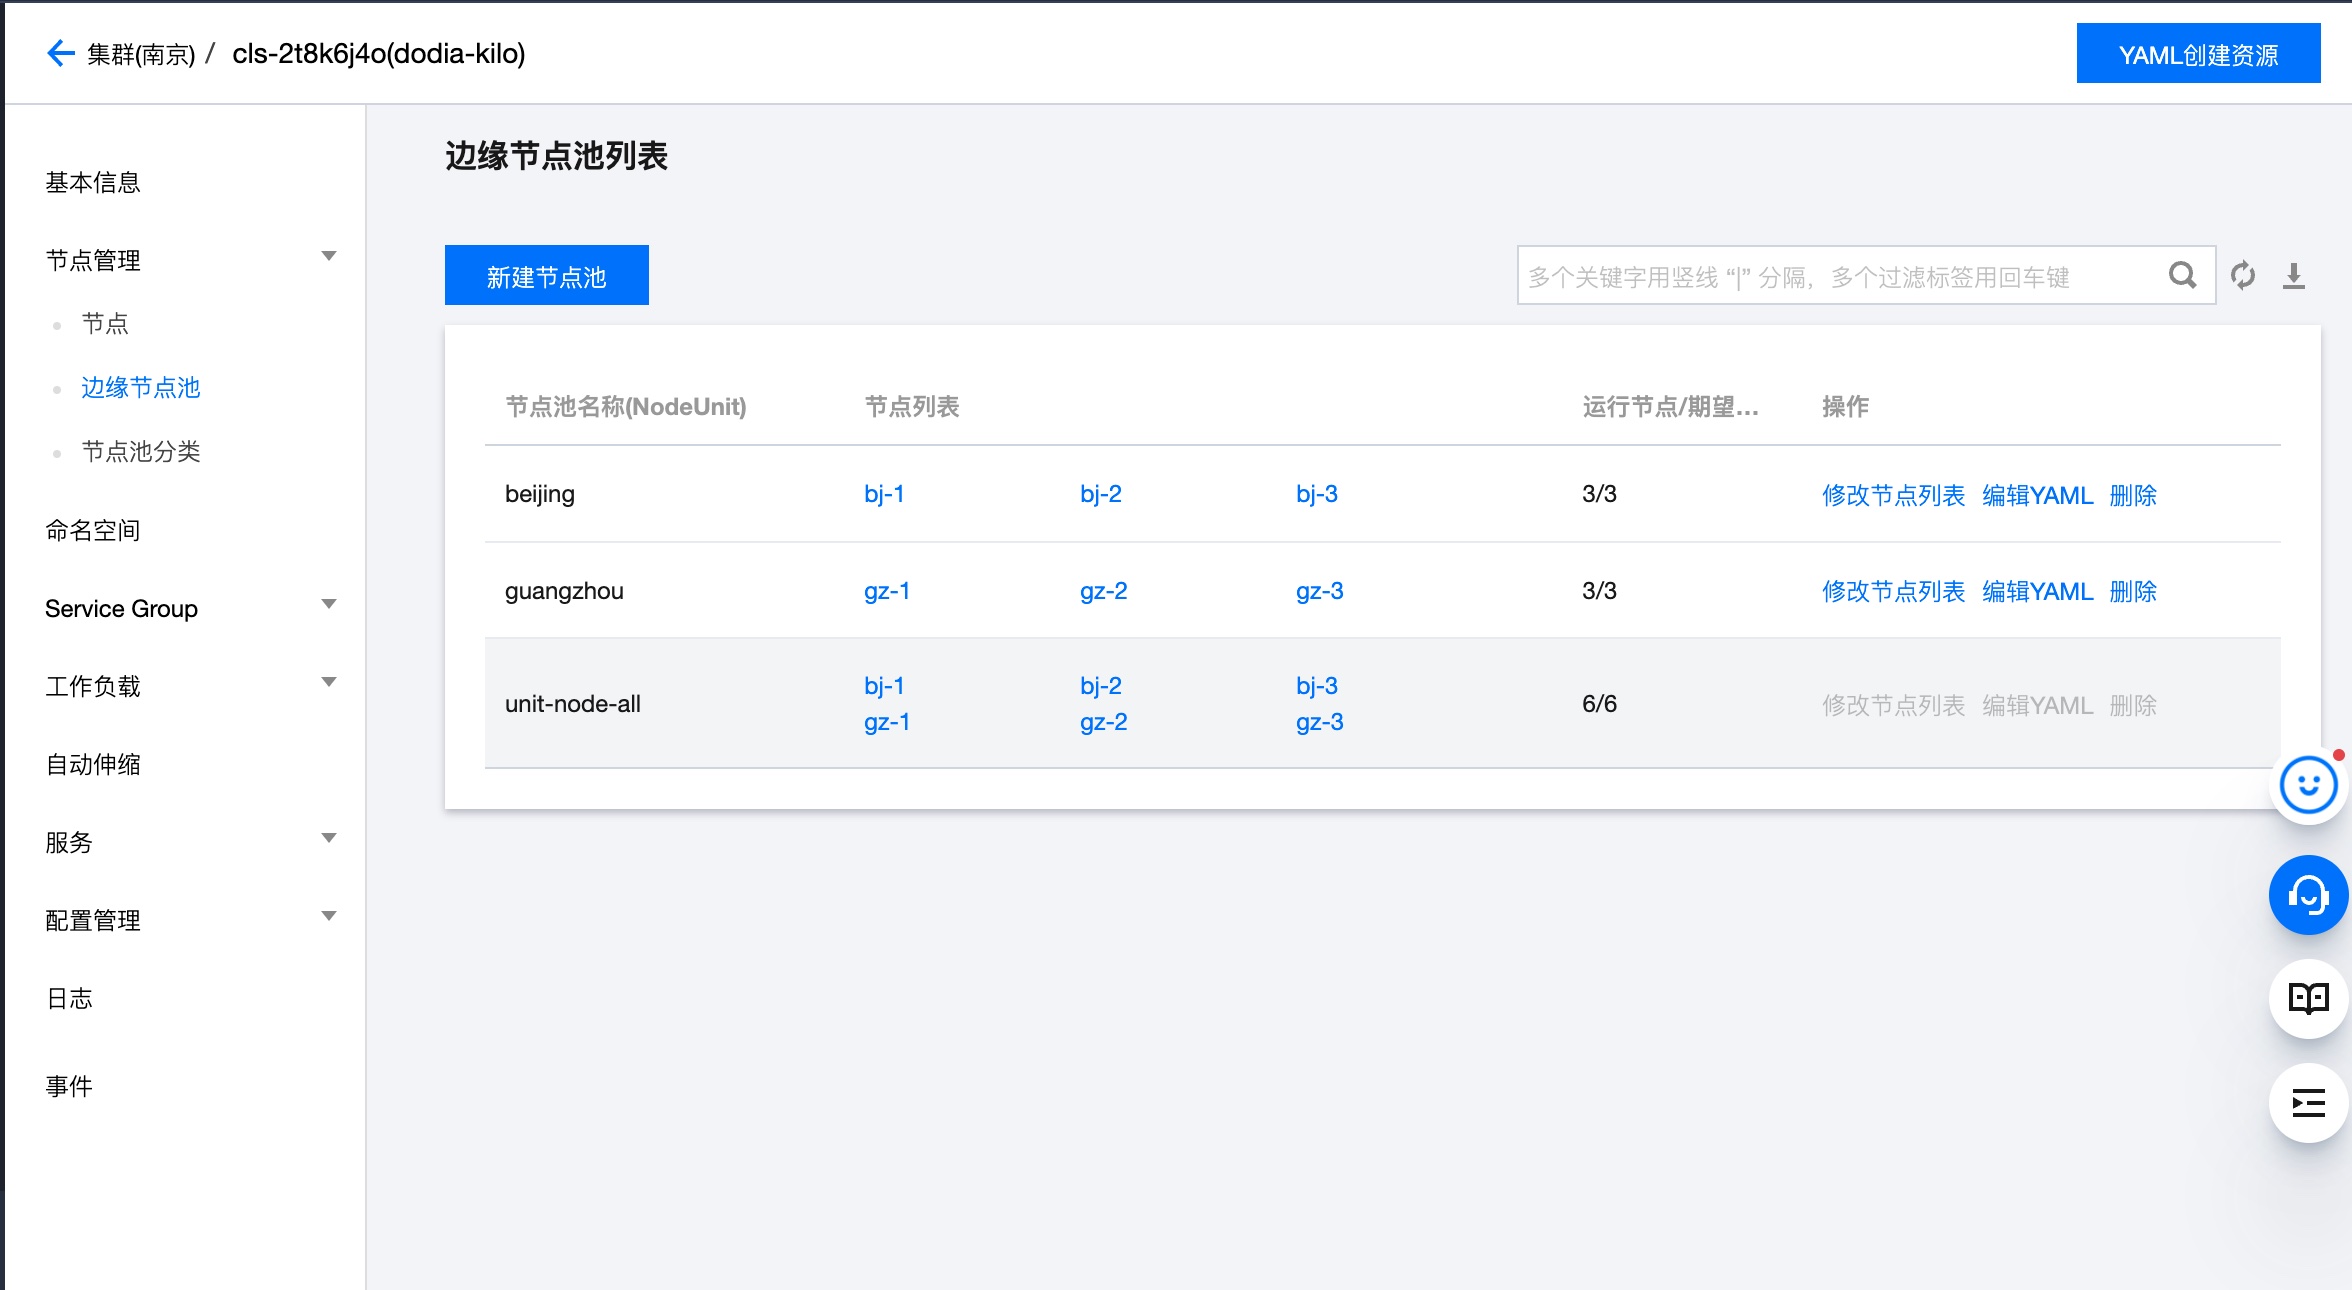 集群(南京) / cls-2t8k6j4o(dodia-kilo)
YAML创建资源
基本信息
节点管理
节点
边缘节点池
节点池分类
命名空间
Service Group
工作负载
自动伸缩
服务
配置管理
日志
事件
边缘节点池列表
新建节点池
多个关键字用竖线 “|” 分隔，多个过滤标签用回车键
节点池名称(NodeUnit) 节点列表 运行节点/期望... 操作
beijing bj-1 bj-2 bj-3 3/3 修改节点列表 编辑YAML 删除
guangzhou gz-1 gz-2 gz-3 3/3 修改节点列表 编辑YAML 删除
unit-node-all bj-1 bj-2 bj-3 6/6 修改节点列表 编辑YAML 删除
gz-1 gz-2 gz-3